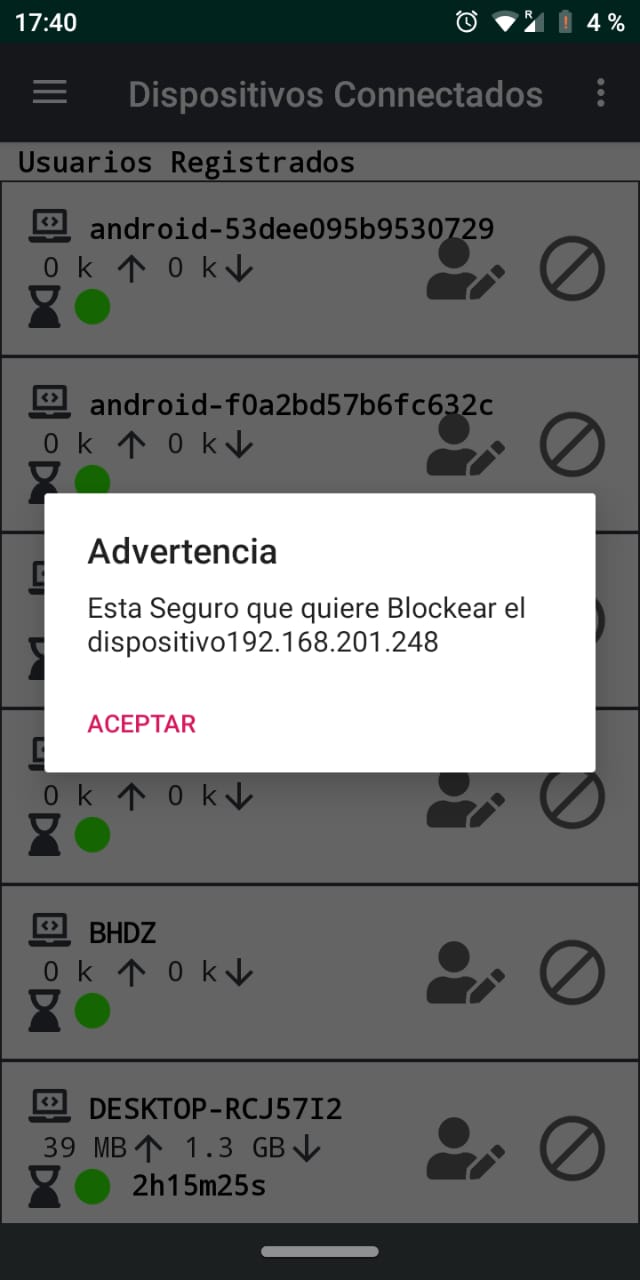 17:40
R
4 %
Dispositivos Connectados
Usuarios Registrados
android-53dee095b9530729
0 k 0 k
android-f0a2bd57b6fc632c
0 k 0 k
Advertencia
Esta Seguro que quiere Blockear el
dispositivo192.168.201.248
ACEPTAR
0 k 0 k
BHDZ
0 k 0 k
DESKTOP-RCJ57I2
39 MB 1.3 GB
2h15m25s